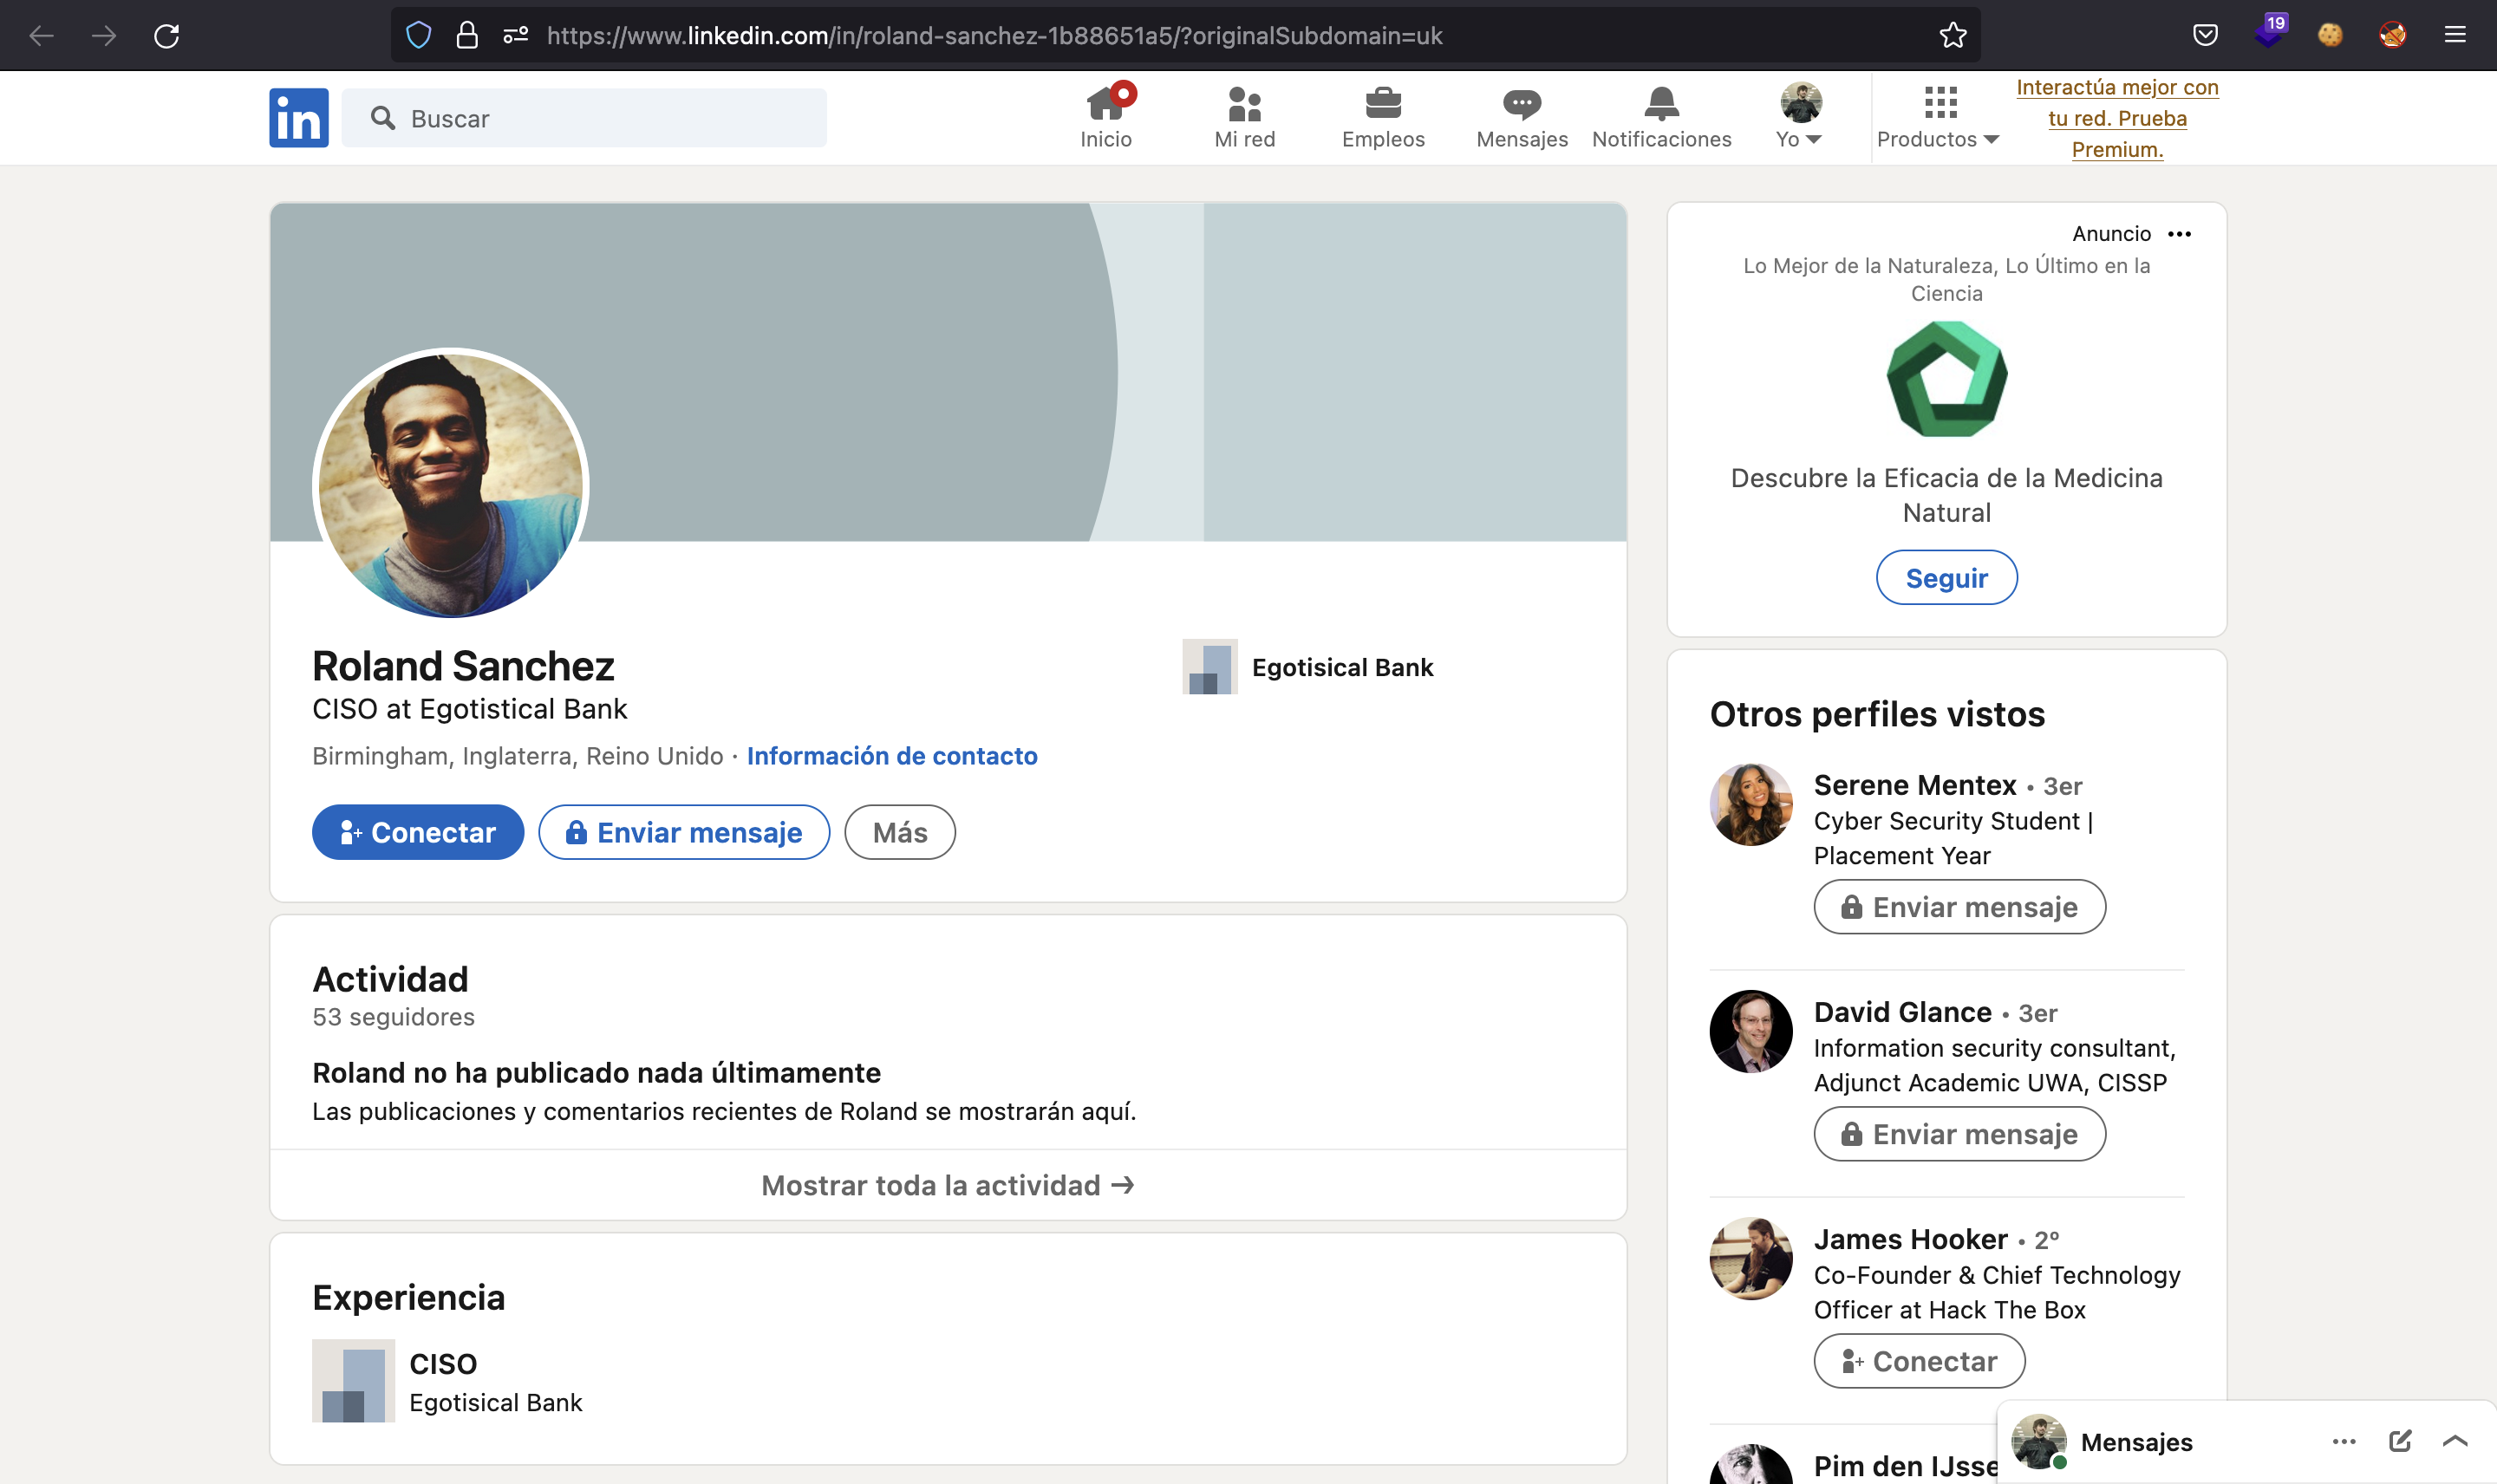 19
https://www.linkedin.com/in/roland-sanchez-1b88651a5/?originalSubdomain=uk
in
Buscar
Inicio
Mi red
Empleos
Mensajes
Notificaciones
Yo
Productos
Interactúa mejor con
tu red. Prueba
Premium.
Roland Sanchez
CISO at Egotistical Bank
Birmingham, Inglaterra, Reino Unido · Información de contacto
Egotisical Bank
Conectar
Enviar mensaje
Más
Actividad
53 seguidores
Roland no ha publicado nada últimamente
Las publicaciones y comentarios recientes de Roland se mostrarán aquí.
Mostrar toda la actividad →
Experiencia
CISO
Egotisical Bank
Anuncio •••
Lo Mejor de la Naturaleza, Lo Último en la
Ciencia
Descubre la Eficacia de la Medicina
Natural
Seguir
Otros perfiles vistos
Serene Mentex • 3er
Cyber Security Student |
Placement Year
Enviar mensaje
David Glance • 3er
Information security consultant,
Adjunct Academic UWA, CISSP
Enviar mensaje
James Hooker • 2º
Co-Founder & Chief Technology
Officer at Hack The Box
Conectar
Pim den IJsse
Mensajes